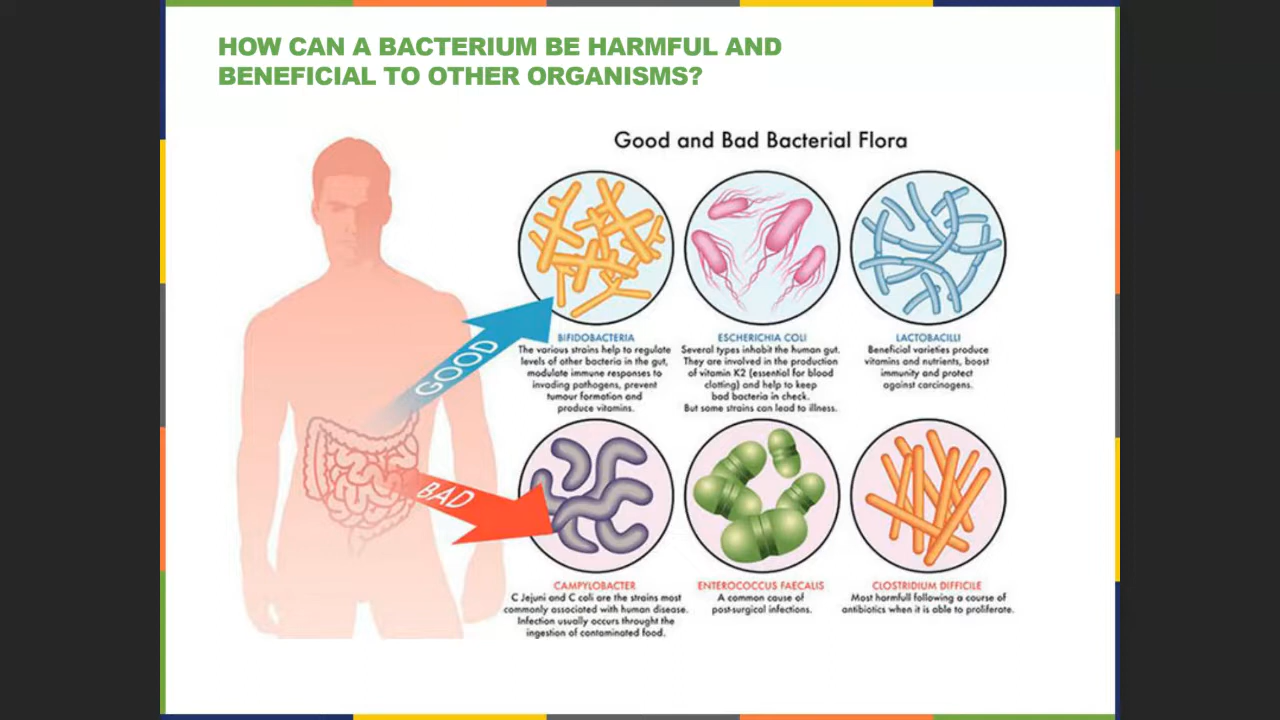 HOW CAN A BACTERIUM BE HARMFUL AND
BENEFICIAL TO OTHER ORGANISMS?
Good and Bad Bacterial Flora
GOOD
BIFIDOBACTERIA
The various strains help to regulate
levels of other bacteria in the gut,
modulate immune responses to
invading pathogens, prevent
tumour formation and
produce vitamins.
ESCHERICHIA COLI
Several types inhabit the human gut.
They are involved in the production
of vitamin K2 (essential for blood
clotting) and help to keep
bad bacteria in check.
But some strains can lead to illness.
LACTOBACILLI
Beneficial varieties produce
vitamins and nutrients, boost
immunity and protect
against carcinogens.
BAD
CAMPYLOBACTER
C Jejuni and C coli are the strains most
commonly associated with human disease.
Infection usually occurs throught the
ingestion of contaminated food.
ENTEROCOCCUS FAECALIS
A common cause of
post-surgical infections.
CLOSTRIDIUM DIFFICILE
Most harmfull following a course of
antibiotics when it is able to proliferate.